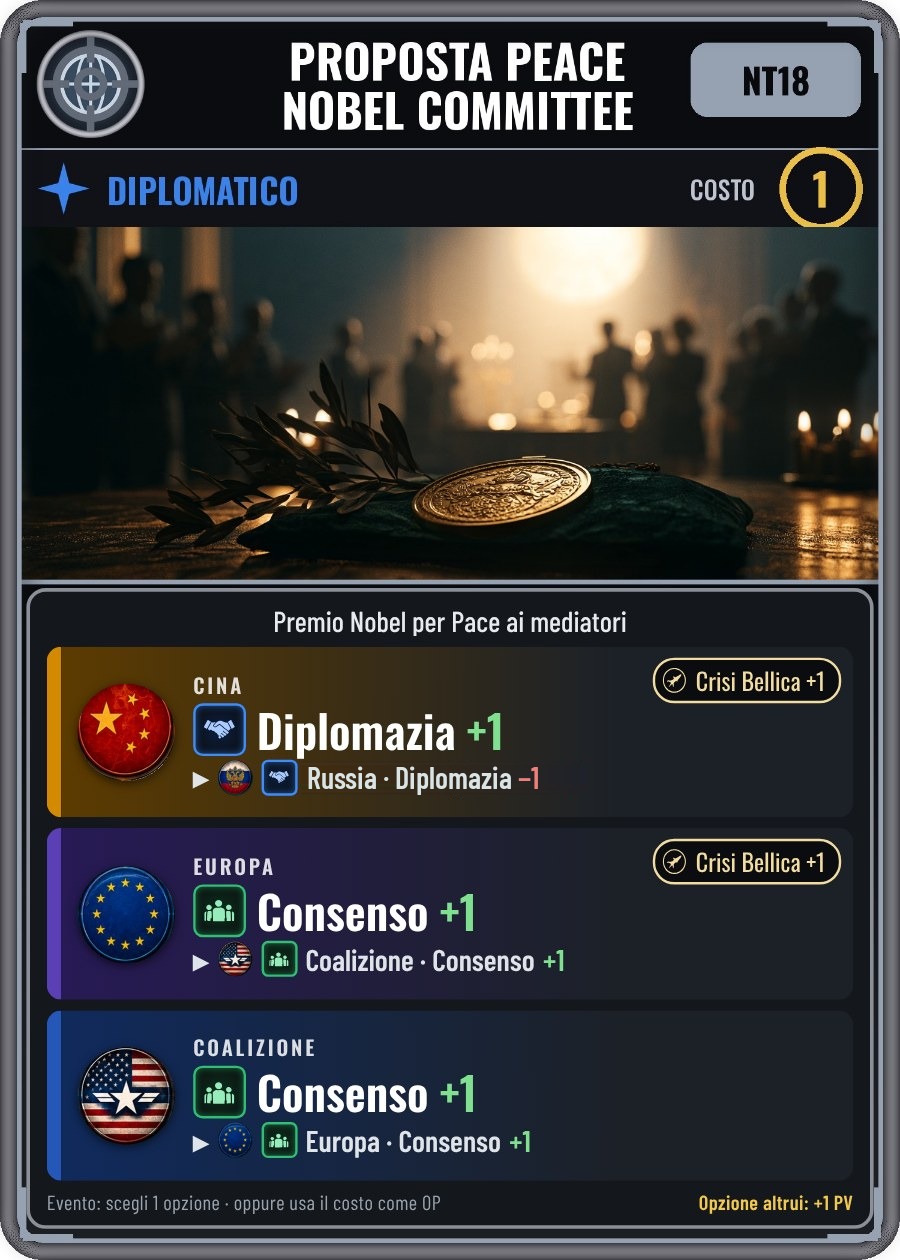 PROPOSTA PEACE
NOBEL COMMITTEE
NT18
DIPLOMATICO
COSTO
1
Premio Nobel per Pace ai mediatori
CINA
Crisi Bellica +1
Diplomazia +1
▶ Russia · Diplomazia −1
EUROPA
Crisi Bellica +1
Consenso +1
▶ Coalizione · Consenso +1
COALIZIONE
Consenso +1
▶ Europa · Consenso +1
Evento: scegli 1 opzione · oppure usa il costo come OP
Opzione altrui: +1 PV